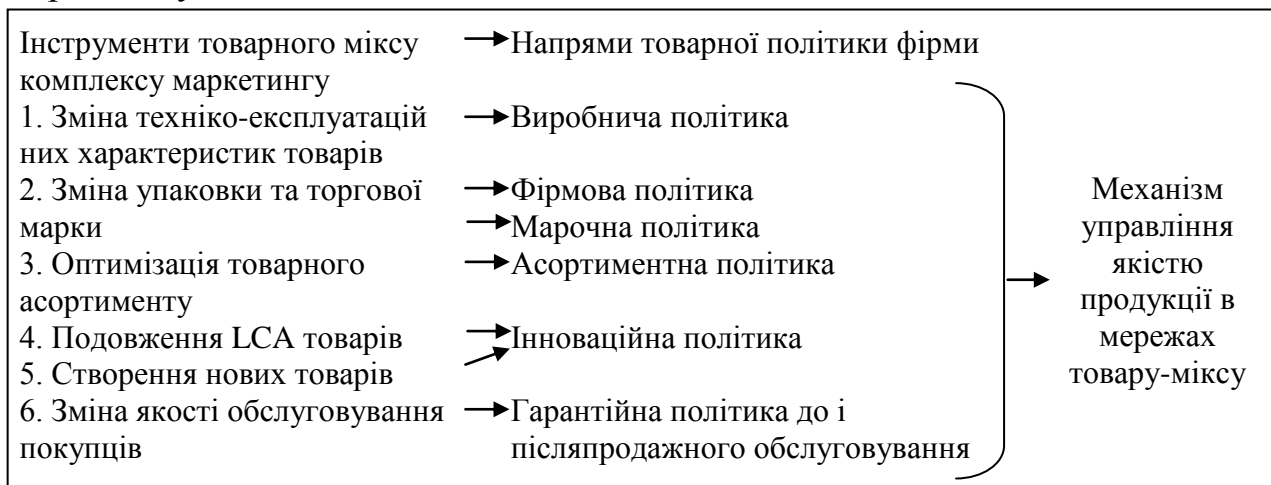 Інструменти товарного міксу
комплексу маркетингу
Напрями товарної політики фірми
1. Зміна техніко-експлуатацій
них характеристик товарів
Виробнича політика
2. Зміна упаковки та торгової
марки
Фірмова політика
Марочна політика
3. Оптимізація товарного
асортименту
Асортиментна політика
4. Подовження LCA товарів
5. Створення нових товарів
Інноваційна політика
6. Зміна якості обслуговування
покупців
Гарантійна політика до і
післяпродажного обслуговування
Механізм
управління
якістю
продукції в
мережах
товару-міксу